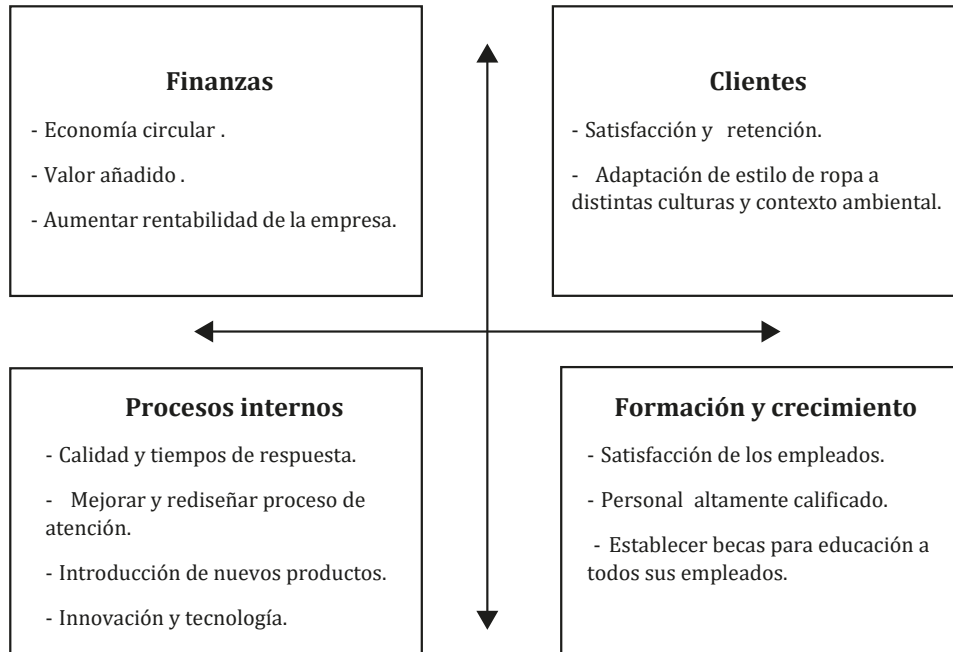 Finanzas
- Economía circular .
- Valor añadido .
- Aumentar rentabilidad de la empresa.
Clientes
- Satisfacción y retención.
- Adaptación de estilo de ropa a
distintas culturas y contexto ambiental.
Procesos internos
- Calidad y tiempos de respuesta.
- Mejorar y rediseñar proceso de
atención.
- Introducción de nuevos productos.
- Innovación y tecnología.
Formación y crecimiento
- Satisfacción de los empleados.
- Personal altamente calificado.
- Establecer becas para educación a
todos sus empleados.